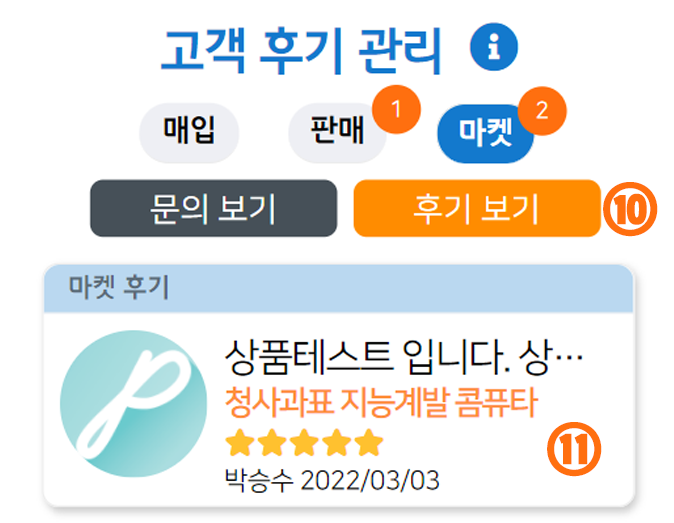 고객 후기 관리 i
매입 판매 1 마켓 2
문의 보기 후기 보기 ⑩
마켓 후기
상품테스트 입니다. 상…
청사과표 지능계발 콤퓨타
박승수 2022/03/03 ⑪